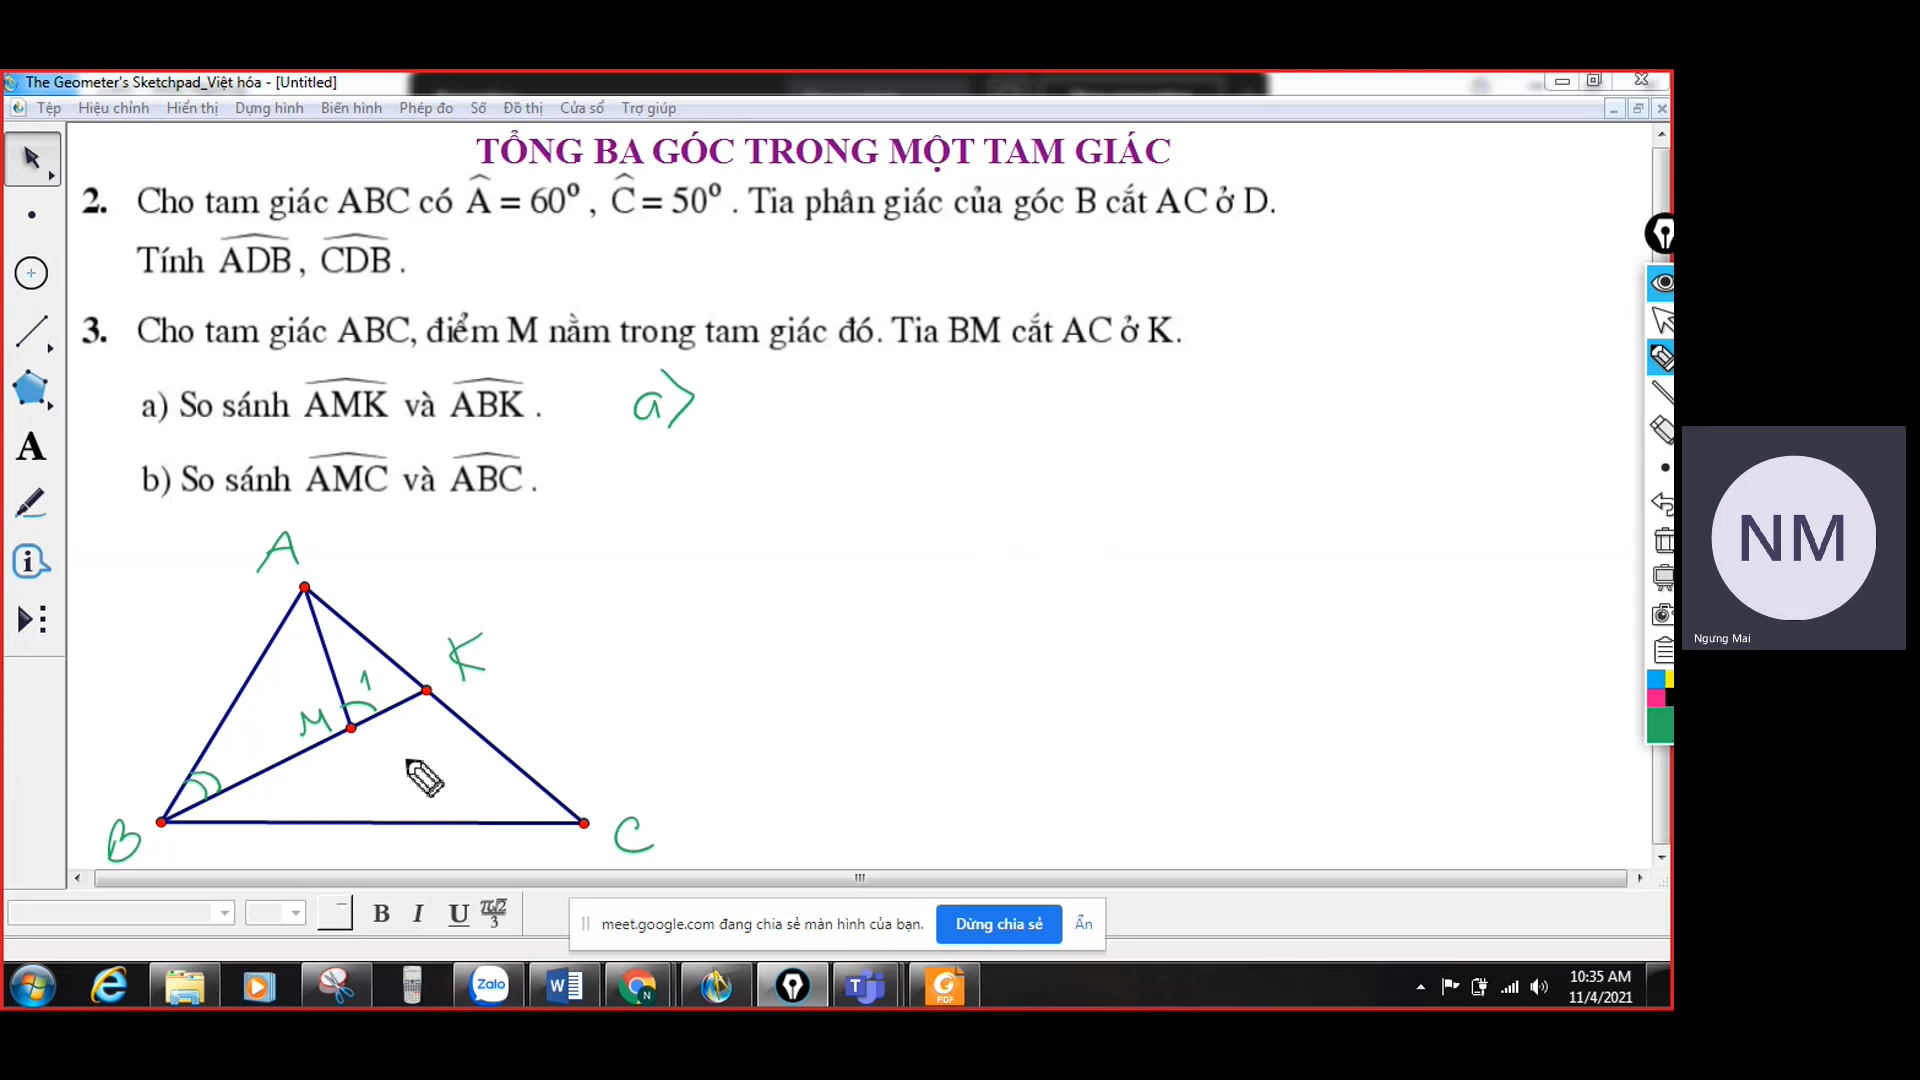 The Geometer's Sketchpad_Việt hóa - [Untitled]
Tệp Hiệu chỉnh Hiển thị Dựng hình Biến hình Phép đo Số Đồ thị Cửa sổ Trợ giúp
TỔNG BA GÓC TRONG MỘT TAM GIÁC
2. Cho tam giác ABC có Â = 60⁰, Ĉ = 50⁰. Tia phân giác của góc B cắt AC ở D.
Tính ADB, CDB.
3. Cho tam giác ABC, điểm M nằm trong tam giác đó. Tia BM cắt AC ở K.
a) So sánh AMK và ABK.
a>
b) So sánh AMC và ABC.
A
K
1
M
B
C
NM
Ngưng Mai
B I U π√2/3
meet.google.com đang chia sẻ màn hình của bạn. Dừng chia sẻ Ẩn
Zalo
W
N
T
PDF
10:35 AM
11/4/2021